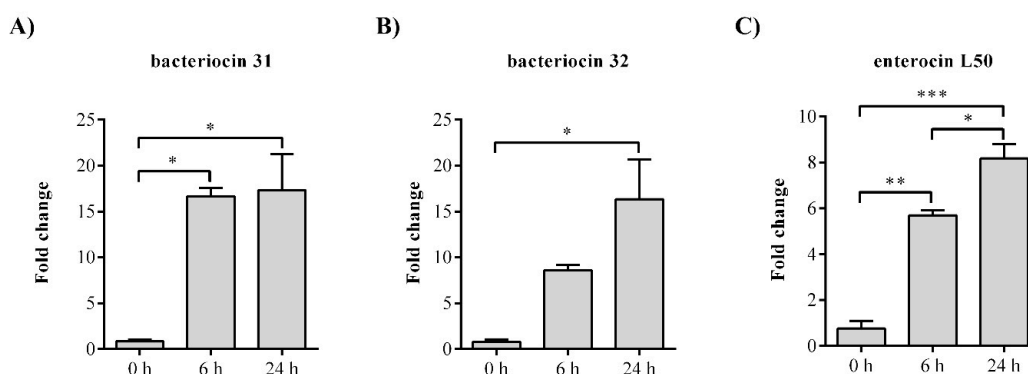 A)
bacteriocin 31
Fold change
25
20
15
10
5
0
*
*
0 h 6 h 24 h
B)
bacteriocin 32
Fold change
25
20
15
10
5
0
*
0 h 6 h 24 h
C)
enterocin L50
Fold change
10
8
6
4
2
0
***
*
**
0 h 6 h 24 h